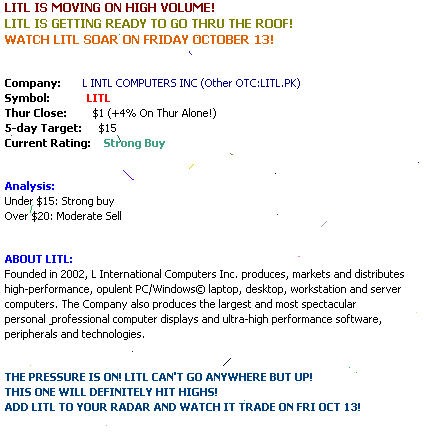 LITL IS MOVING ON HIGH VOLUME!
LITL IS GETTING READY TO GO THRU THE ROOF!
WATCH LITL SOAR ON FRIDAY OCTOBER 13!
Company: L INTL COMPUTERS INC (Other OTC:LITL.PK)
Symbol: LITL
Thur Close: $1 (+4% On Thur Alone!)
5-day Target: $15
Current Rating: Strong Buy
Analysis:
Under $15: Strong buy
Over $20: Moderate Sell
ABOUT LITL:
Founded in 2002, L International Computers Inc. produces, markets and distributes
high-performance, opulent PC/Windows© laptop, desktop, workstation and server
computers. The Company also produces the largest and most spectacular
personal professional computer displays and ultra-high performance software,
peripherals and technologies.
THE PRESSURE IS ON! LITL CAN'T GO ANYWHERE BUT UP!
THIS ONE WILL DEFINITELY HIT HIGHS!
ADD LITL TO YOUR RADAR AND WATCH IT TRADE ON FRI OCT 13!